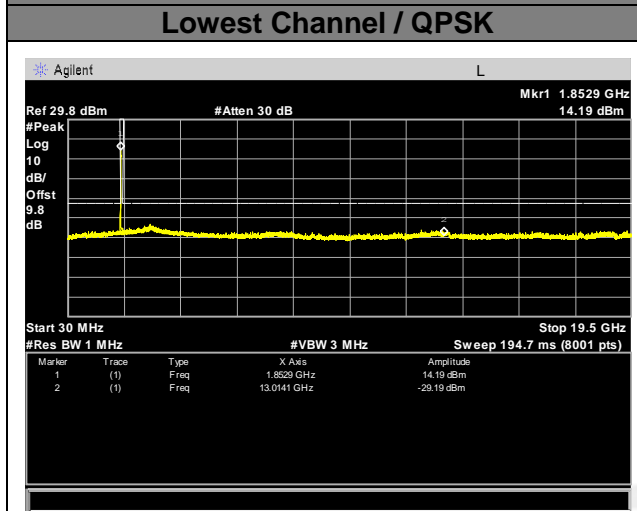 Lowest Channel / QPSK
Agilent L
Mkr1 1.8529 GHz
Ref 29.8 dBm #Atten 30 dB 14.19 dBm
#Peak
Log
10
dB/
Offst
9.8
dB
1
2
Start 30 MHz Stop 19.5 GHz
#Res BW 1 MHz #VBW 3 MHz Sweep 194.7 ms (8001 pts)
Marker Trace Type X Axis Amplitude
1 (1) Freq 1.8529 GHz 14.19 dBm
2 (1) Freq 13.0141 GHz -29.19 dBm